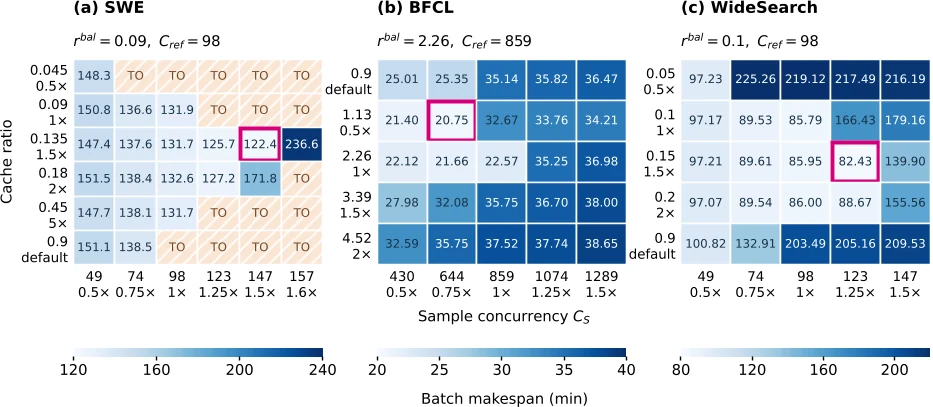 (a) SWE
r^{bal} = 0.09, C_{ref} = 98
Cache ratio
0.045 0.5× 148.3 TO TO TO TO TO
0.09 1× 150.8 136.6 131.9 TO TO TO
0.135 1.5× 147.4 137.6 131.7 125.7 122.4 236.6
0.18 2× 151.5 138.4 132.6 127.2 171.8 TO
0.45 5× 147.7 138.1 131.7 TO TO TO
0.9 default 151.1 138.5 TO TO TO TO
49 74 98 123 147 157
0.5× 0.75× 1× 1.25× 1.5× 1.6×
(b) BFCL
r^{bal} = 2.26, C_{ref} = 859
0.9 default 25.01 25.35 35.14 35.82 36.47
1.13 0.5× 21.40 20.75 32.67 33.76 34.21
2.26 1× 22.12 21.66 22.57 35.25 36.98
3.39 1.5× 27.98 32.08 35.75 36.70 38.00
4.52 2× 32.59 35.75 37.52 37.74 38.65
430 644 859 1074 1289
0.5× 0.75× 1× 1.25× 1.5×
(c) WideSearch
r^{bal} = 0.1, C_{ref} = 98
0.05 0.5× 97.23 225.26 219.12 217.49 216.19
0.1 1× 97.17 89.53 85.79 166.43 179.16
0.15 1.5× 97.21 89.61 85.95 82.43 139.90
0.2 2× 97.07 89.54 86.00 88.67 155.56
0.9 default 100.82 132.91 203.49 205.16 209.53
49 74 98 123 147
0.5× 0.75× 1× 1.25× 1.5×
Sample concurrency C_S
120 160 200 240
20 25 30 35 40
80 120 160 200
Batch makespan (min)